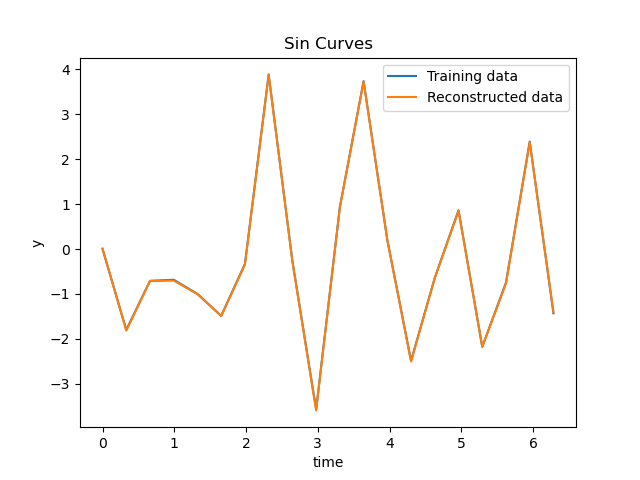 Sin Curves
Training data
Reconstructed data
4
3
2
1
0
−1
−2
−3
y
0 1 2 3 4 5 6
time